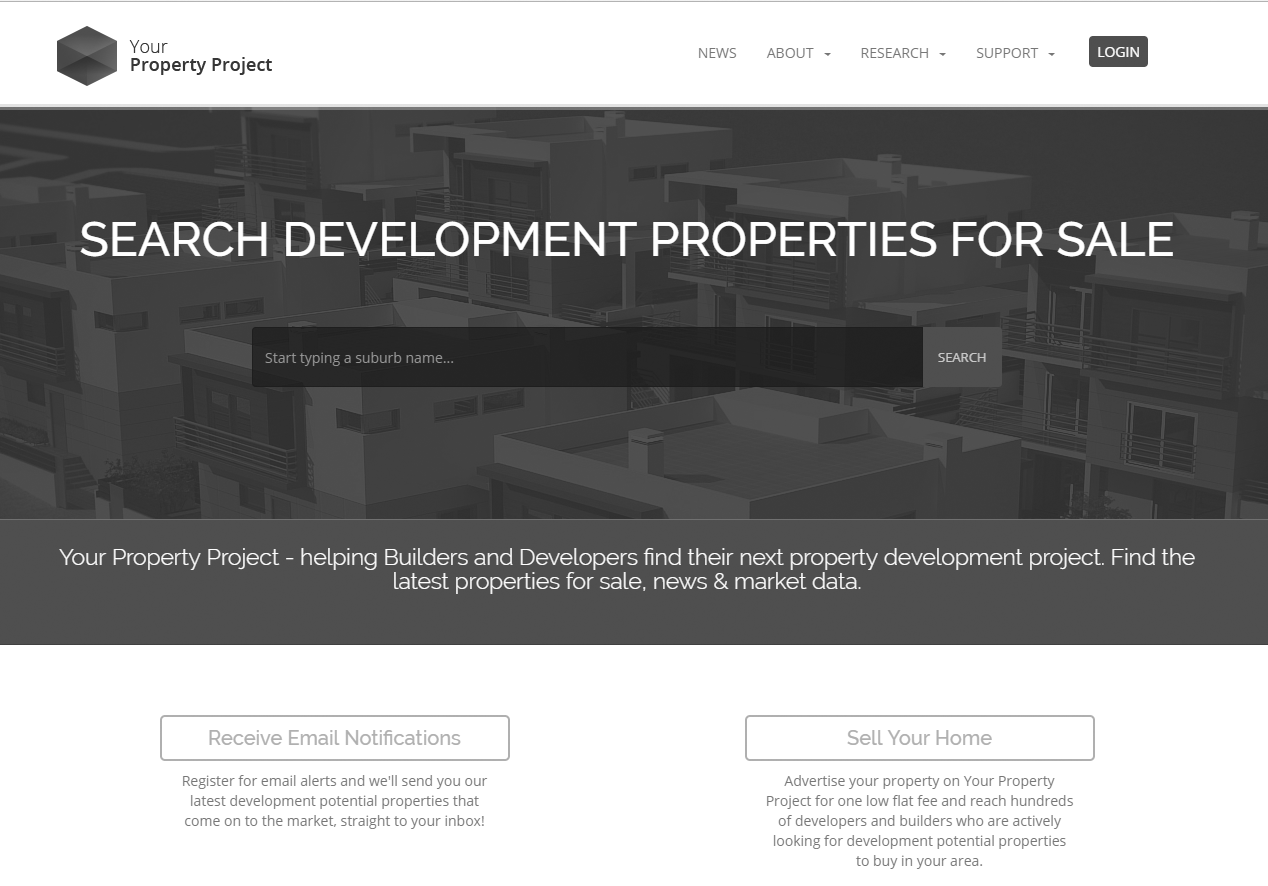 Your
Property Project
NEWS ABOUT RESEARCH SUPPORT LOGIN
SEARCH DEVELOPMENT PROPERTIES FOR SALE
Start typing a suburb name... SEARCH
Your Property Project - helping Builders and Developers find their next property development project. Find the
latest properties for sale, news & market data.
Receive Email Notifications
Register for email alerts and we'll send you our
latest development potential properties that
come on to the market, straight to your inbox!
Sell Your Home
Advertise your property on Your Property
Project for one low flat fee and reach hundreds
of developers and builders who are actively
looking for development potential properties
to buy in your area.